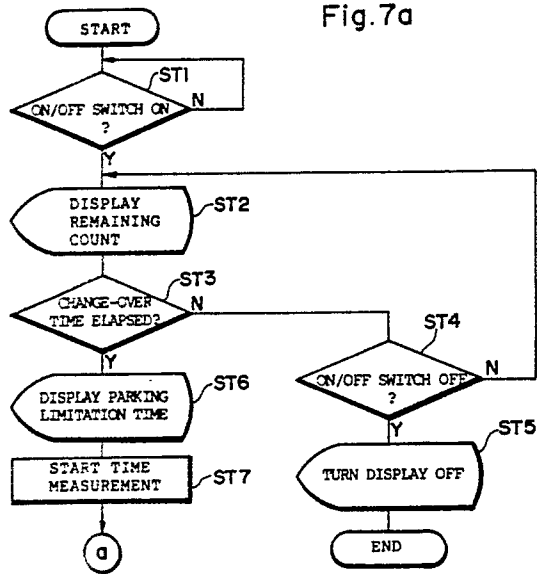 Fig.7a
START
ST1
ON/OFF SWITCH ON
?
N
Y
DISPLAY
REMAINING
COUNT
ST2
ST3
CHANGE-OVER
TIME ELAPSED?
N
Y
ST4
ON/OFF SWITCH OFF
?
N
Y
DISPLAY PARKING
LIMITATION TIME
ST6
ST5
TURN DISPLAY OFF
START TIME
MEASUREMENT
ST7
a
END